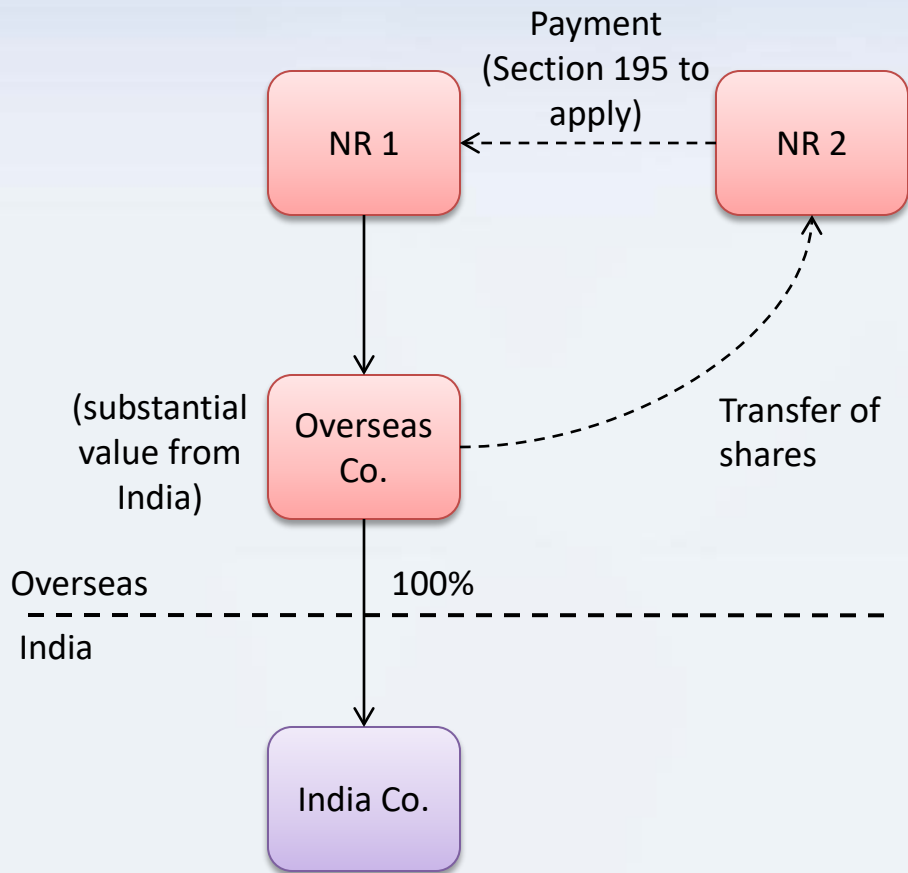 Payment
(Section 195 to
apply)
NR 1
NR 2
(substantial
value from
India)
Overseas
Co.
Transfer of
shares
Overseas
100%
India
India Co.